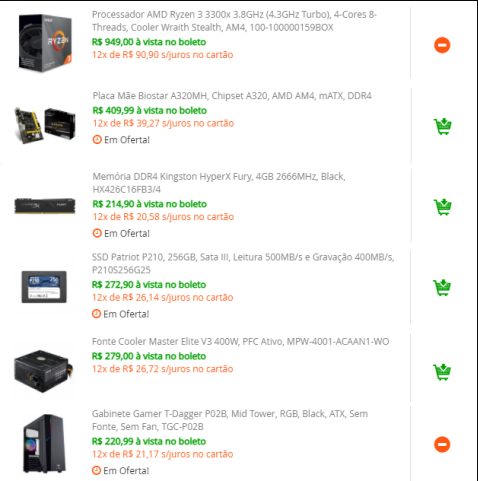 Processador AMD Ryzen 3 3300x 3.8GHz (4.3GHz Turbo), 4-Cores 8-
Threads, Cooler Wraith Stealth, AM4, 100-100000159BOX
R$ 949,00 à vista no boleto
12x de R$ 90,90 s/juros no cartão
RYZEN
Placa Mãe Biostar A320MH, Chipset A320, AMD AM4, mATX, DDR4
R$ 409,99 à vista no boleto
12x de R$ 39,27 s/juros no cartão
Em Oferta!
Memória DDR4 Kingston HyperX Fury, 4GB 2666MHz, Black,
HX426C16FB3/4
R$ 214,90 à vista no boleto
12x de R$ 20,58 s/juros no cartão
Em Oferta!
SSD Patriot P210, 256GB, Sata III, Leitura 500MB/s e Gravação 400MB/s,
P210S256G25
R$ 272,90 à vista no boleto
12x de R$ 26,14 s/juros no cartão
Em Oferta!
Fonte Cooler Master Elite V3 400W, PFC Ativo, MPW-4001-ACAAN1-WO
R$ 279,00 à vista no boleto
12x de R$ 26,72 s/juros no cartão
Gabinete Gamer T-Dagger P02B, Mid Tower, RGB, Black, ATX, Sem
Fonte, Sem Fan, TGC-P02B
R$ 220,99 à vista no boleto
12x de R$ 21,17 s/juros no cartão
Em Oferta!